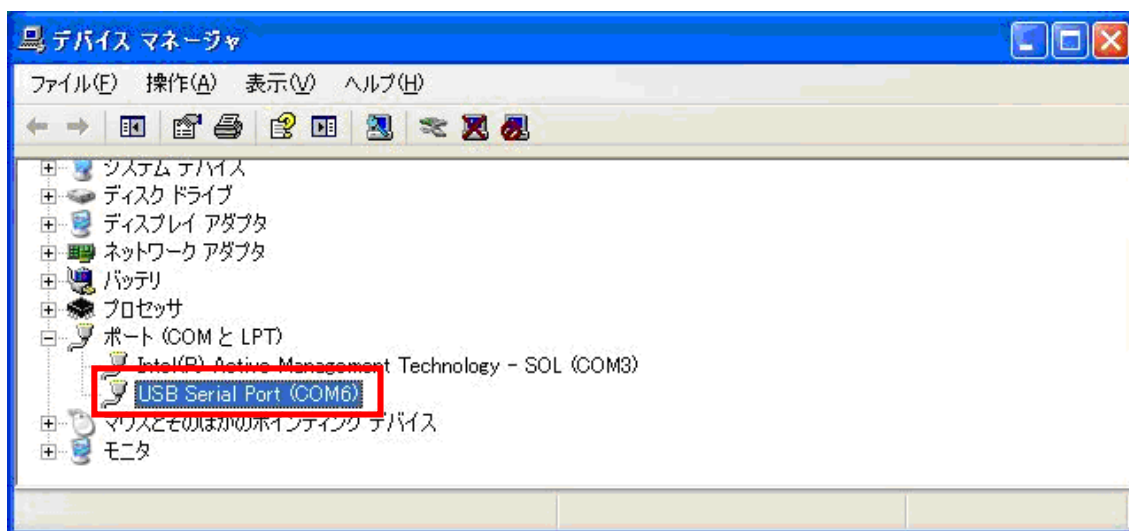 デバイス マネージャ
ファイル(F) 操作(A) 表示(V) ヘルプ(H)
システム デバイス
ディスク ドライブ
ディスプレイ アダプタ
ネットワーク アダプタ
バッテリ
プロセッサ
ポート (COM と LPT)
Intel(R) Active Management Technology - SOL (COM3)
USB Serial Port (COM6)
マウスとそのほかのポインティング デバイス
モニタ